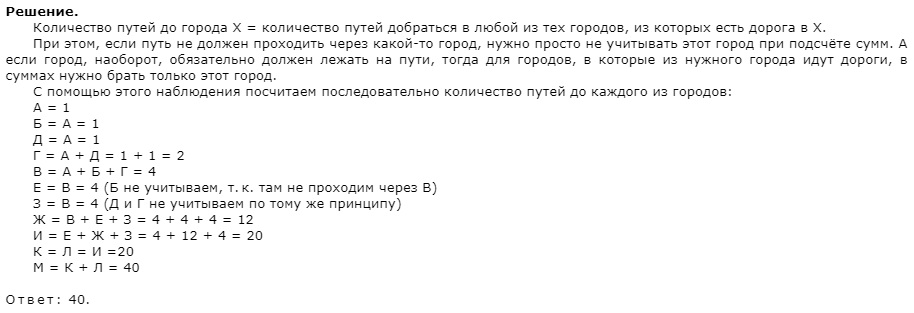 Решение.
Количество путей до города X = количество путей добраться в любой из тех городов, из которых есть дорога в X.
При этом, если путь не должен проходить через какой-то город, нужно просто не учитывать этот город при подсчёте сумм. А
если город, наоборот, обязательно должен лежать на пути, тогда для городов, в которые из нужного города идут дороги, в
суммах нужно брать только этот город.
С помощью этого наблюдения посчитаем последовательно количество путей до каждого из городов:
А = 1
Б = А = 1
Д = А = 1
Г = А + Д = 1 + 1 = 2
В = А + Б + Г = 4
Е = В = 4 (Б не учитываем, т. к. там не проходим через В)
З = В = 4 (Д и Г не учитываем по тому же принципу)
Ж = В + Е + З = 4 + 4 + 4 = 12
И = Е + Ж + З = 4 + 12 + 4 = 20
К = Л = И =20
М = К + Л = 40
Ответ: 40.